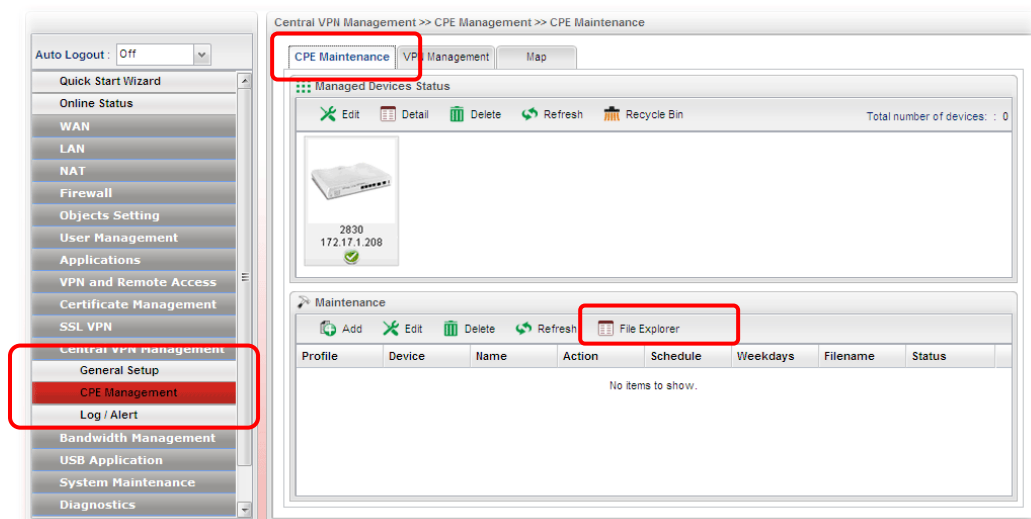 Central VPN Management >> CPE Management >> CPE Maintenance
Auto Logout : Off
Quick Start Wizard
Online Status
WAN
LAN
NAT
Firewall
Objects Setting
User Management
Applications
VPN and Remote Access
Certificate Management
SSL VPN
Central VPN Management
General Setup
CPE Management
Log / Alert
Bandwidth Management
USB Application
System Maintenance
Diagnostics
CPE Maintenance VPN Management Map
Managed Devices Status
Edit Detail Delete Refresh Recycle Bin Total number of devices: : 0
2830
172.17.1.208
Maintenance
Add Edit Delete Refresh File Explorer
Profile Device Name Action Schedule Weekdays Filename Status
No items to show.